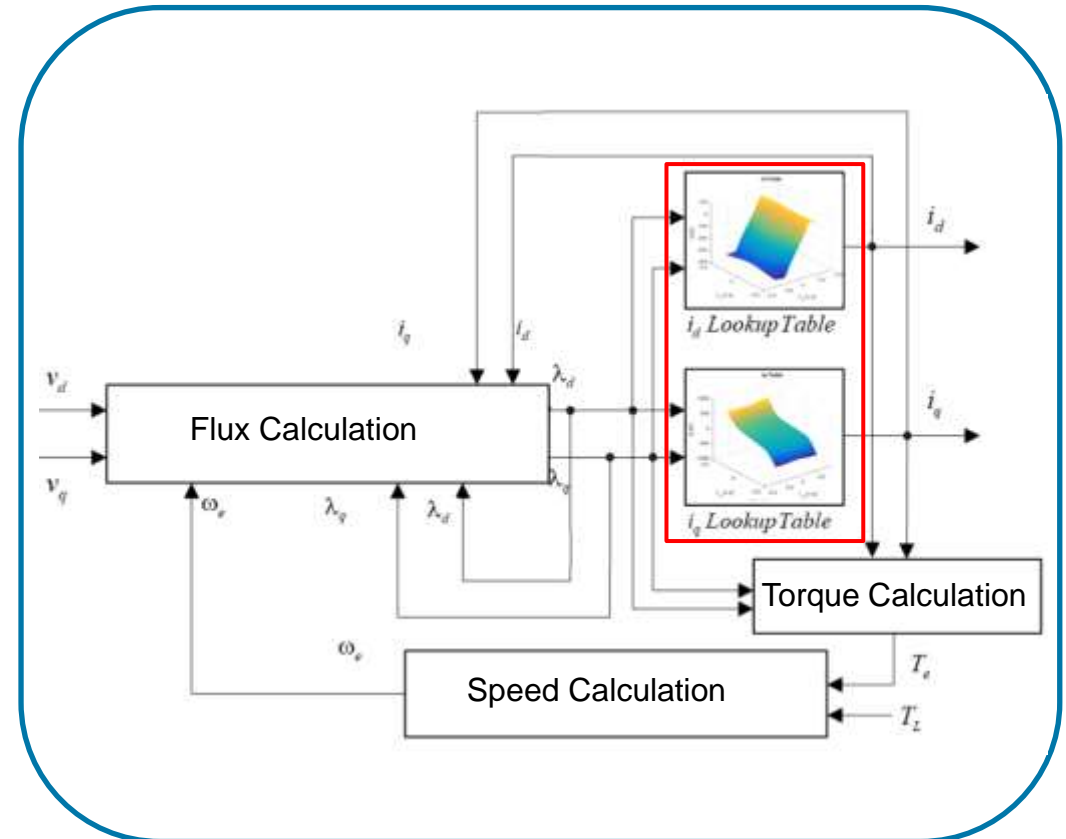 i_d
i_d LookupTable
i_q
i_d
v_d
λ_d
i_q
Flux Calculation
v_q
λ_q
ω_e
λ_q
λ_d
i_q LookupTable
Torque Calculation
ω_e
T_e
Speed Calculation
T_L